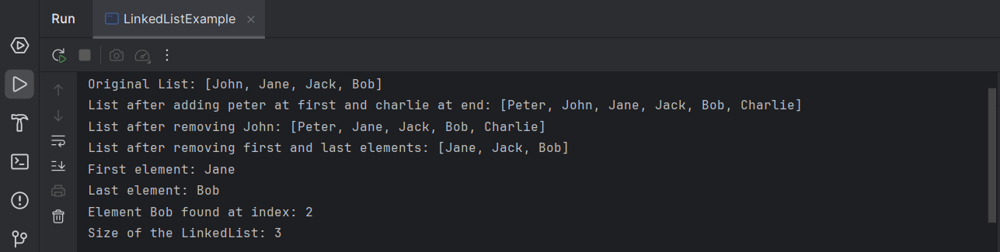 Run LinkedListExample
Original List: [John, Jane, Jack, Bob]
List after adding peter at first and charlie at end: [Peter, John, Jane, Jack, Bob, Charlie]
List after removing John: [Peter, Jane, Jack, Bob, Charlie]
List after removing first and last elements: [Jane, Jack, Bob]
First element: Jane
Last element: Bob
Element Bob found at index: 2
Size of the LinkedList: 3